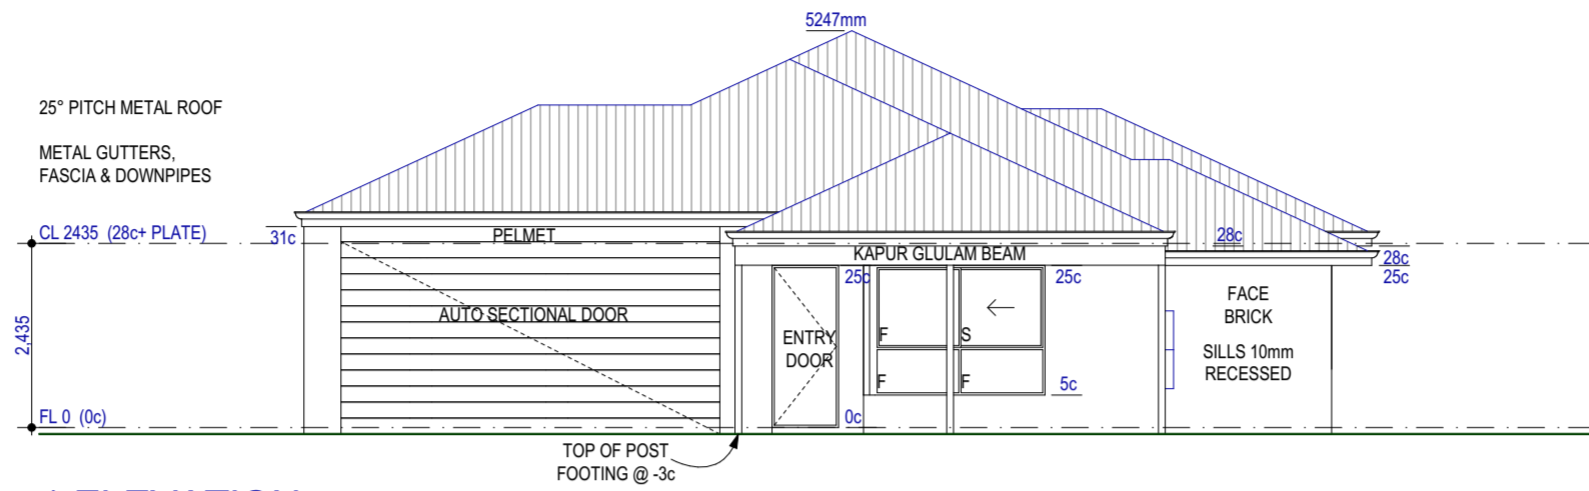 5247mm
25° PITCH METAL ROOF
METAL GUTTERS,
FASCIA & DOWNPIPES
CL 2435 (28c+ PLATE)
31c
PELMET
28c
KAPUR GLULAM BEAM
28c
25c
25c
25c
FACE
BRICK
AUTO SECTIONAL DOOR
2,435
ENTRY
DOOR
F
S
SILLS 10mm
RECESSED
F
F
5c
FL 0 (0c)
0c
TOP OF POST
FOOTING @ -3c